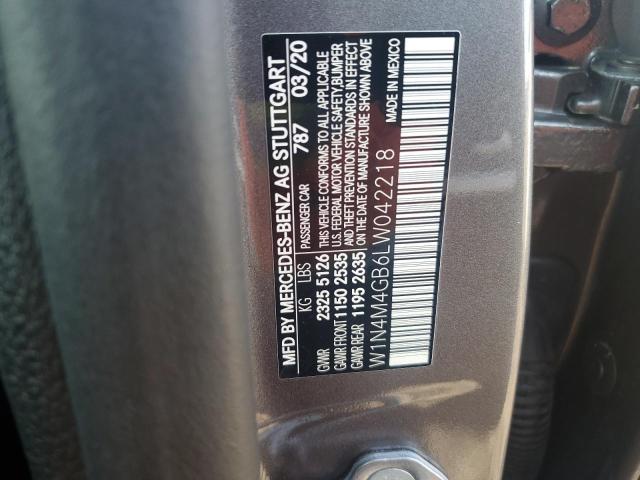 MFD BY MERCEDES-BENZ AG STUTTGART
787 03/20
KG LBS PASSENGER CAR
GVWR 2325 5126 THIS VEHICLE CONFORMS TO ALL APPLICABLE
GAWR FRONT 1150 2535 U.S. FEDERAL MOTOR VEHICLE SAFETY, BUMPER
GAWR REAR 1195 2635 AND THEFT PREVENTION STANDARDS IN EFFECT
ON THE DATE OF MANUFACTURE SHOWN ABOVE
W1N4M4GB6LW042218 MADE IN MEXICO